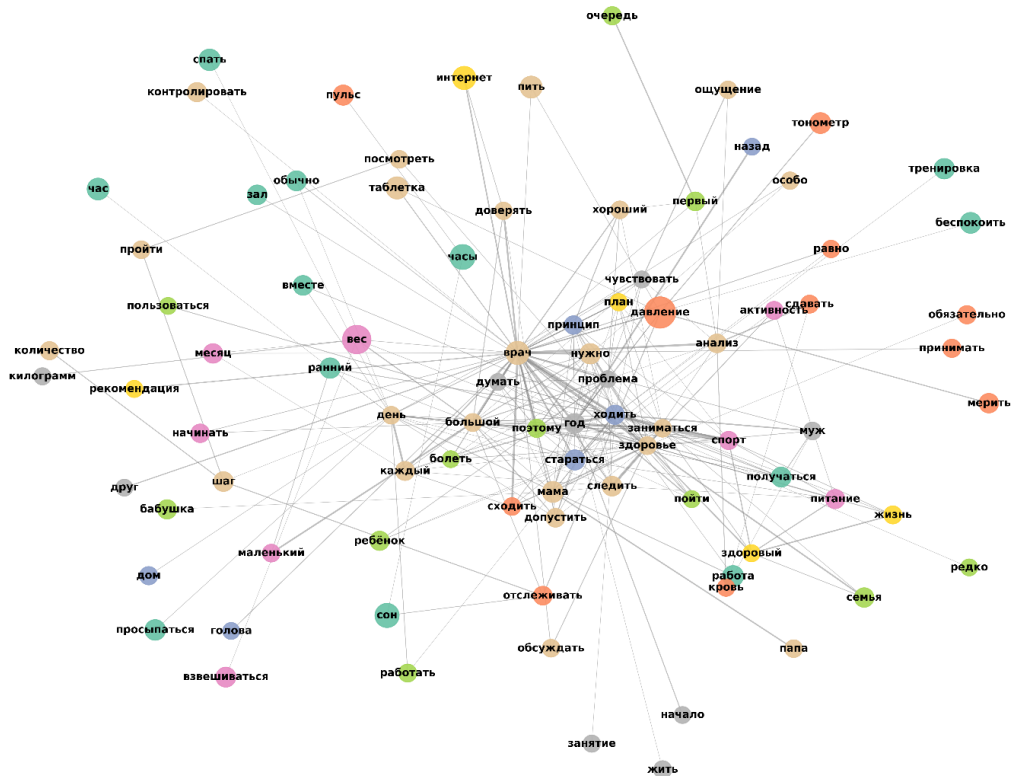 очередь
спать
интернет
контролировать
пить
ощущение
пульс
тонометр
назад
посмотреть
тренировка
обычно
особо
таблетка
час
зал
первый
хороший
доверять
беспокоить
пройти
равно
часы
чувствовать
вместе
план
сдавать
пользоваться
активность
давление
обязательно
принцип
вес
анализ
принимать
количество
месяц
врач
нужно
ранний
килограмм
проблема
думать
рекомендация
мерить
день
ходить
большой
год
поэтому
заниматься
муж
начинать
спорт
здоровье
болеть
стараться
каждый
получаться
шаг
следить
друг
мама
пойти
питание
сходить
бабушка
жизнь
допустить
ребёнок
маленький
здоровый
редко
дом
работа
кровь
отслеживать
семья
сон
просыпаться
голова
обсуждать
папа
работать
взвешиваться
начало
занятие
жить